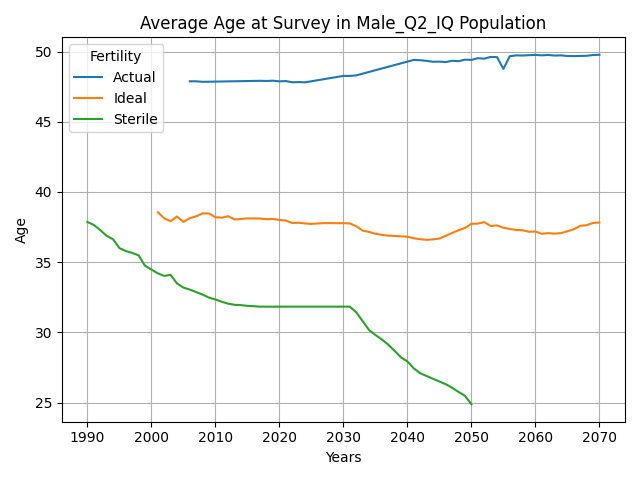 Average Age at Survey in Male_Q2_IQ Population
Fertility
Actual
Ideal
Sterile
50
45
40
35
30
25
Age
1990 2000 2010 2020 2030 2040 2050 2060 2070
Years